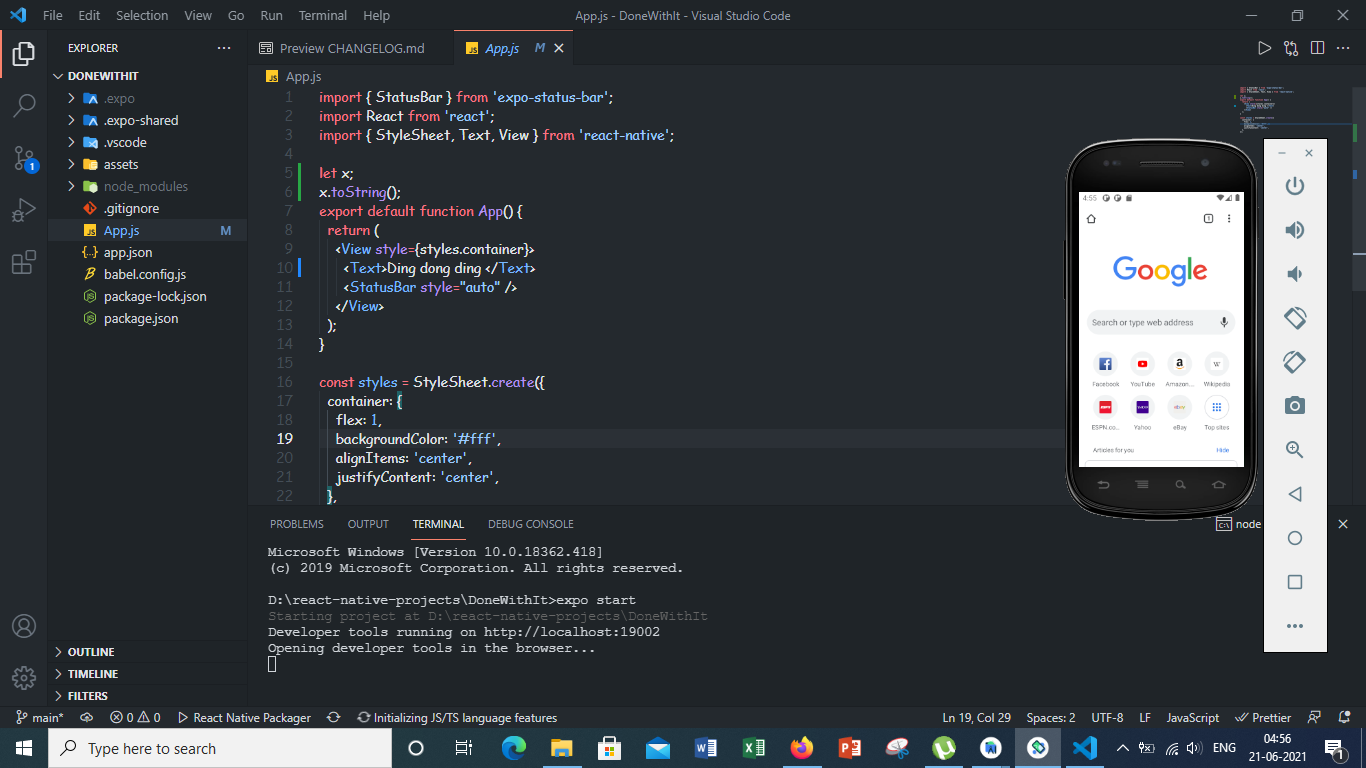 File Edit Selection View Go Run Terminal Help
App.js - DoneWithIt - Visual Studio Code
EXPLORER
DONEWITHIT
.expo
.expo-shared
.vscode
assets
node_modules
.gitignore
App.js M
app.json
babel.config.js
package-lock.json
package.json
OUTLINE
TIMELINE
FILTERS
Preview CHANGELOG.md
JS App.js M
JS App.js
1 import { StatusBar } from 'expo-status-bar';
2 import React from 'react';
3 import { StyleSheet, Text, View } from 'react-native';
4
5 let x;
6 x.toString();
7 export default function App() {
8 return (
9 <View style={styles.container}>
10 <Text>Ding dong ding </Text>
11 <StatusBar style="auto" />
12 </View>
13 );
14 }
15
16 const styles = StyleSheet.create({
17 container: {
18 flex: 1,
19 backgroundColor: '#fff',
20 alignItems: 'center',
21 justifyContent: 'center',
22 },
4:55
1
Google
Search or type web address
Facebook YouTube Amazon... Wikipedia
ESPN.co... Yahoo eBay Top sites
Articles for you Hide
PROBLEMS OUTPUT TERMINAL DEBUG CONSOLE
node
Microsoft Windows [Version 10.0.18362.418]
(c) 2019 Microsoft Corporation. All rights reserved.
D:\react-native-projects\DoneWithIt>expo start
Starting project at D:\react-native-projects\DoneWithIt
Developer tools running on http://localhost:19002
Opening developer tools in the browser...
main* 0 0 React Native Packager Initializing JS/TS language features
Ln 19, Col 29 Spaces: 2 UTF-8 LF JavaScript Prettier
Type here to search
ENG
04:56
21-06-2021
1